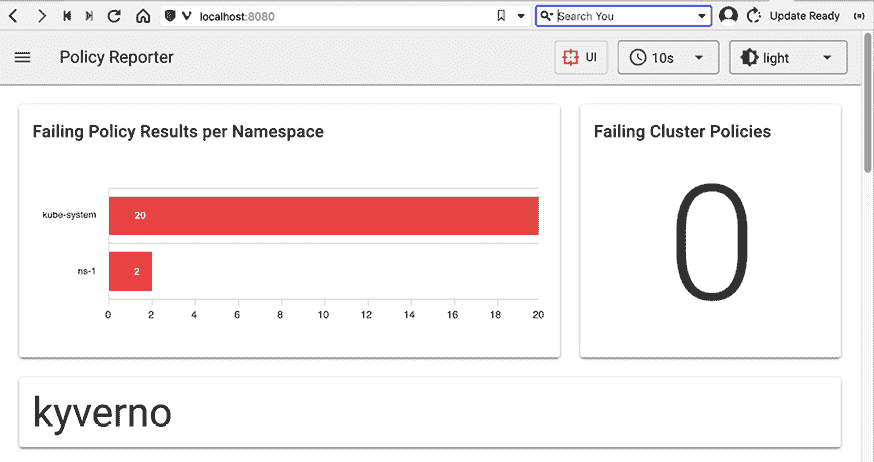 localhost:8080 Search You Update Ready
Policy Reporter UI 10s light
Failing Policy Results per Namespace
Failing Cluster Policies
kube-system 20
ns-1 2
0 2 4 6 8 10 12 14 16 18 20
0
kyverno